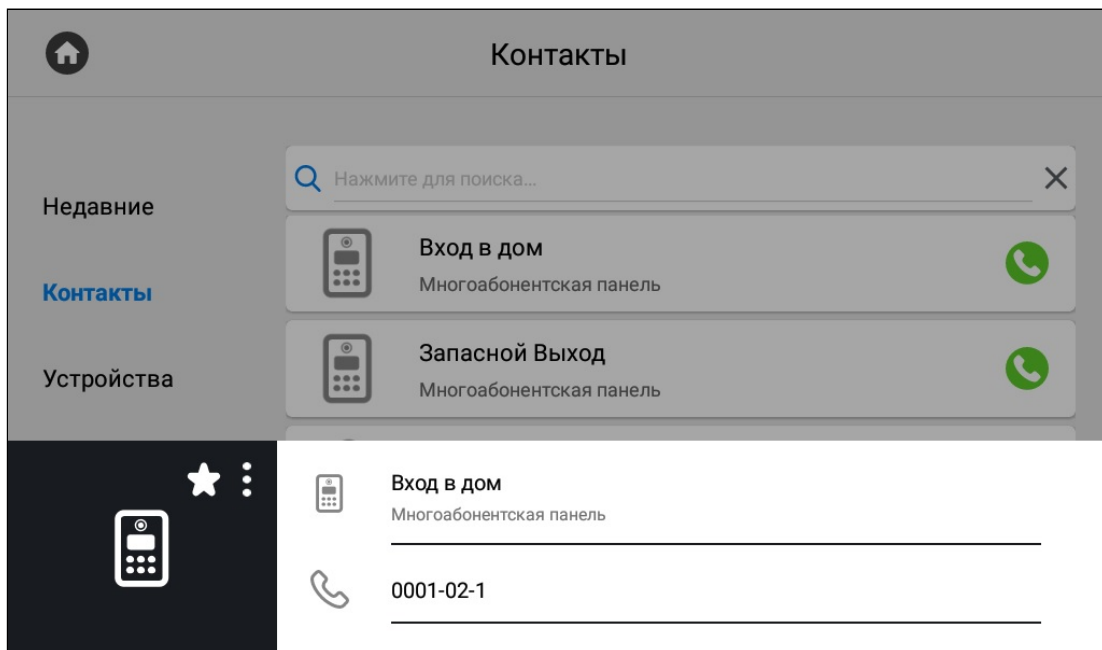 Контакты
Недавние
Контакты
Устройства
Нажмите для поиска...
Вход в дом
Многоабонентская панель
Запасной Выход
Многоабонентская панель
Вход в дом
Многоабонентская панель
0001-02-1